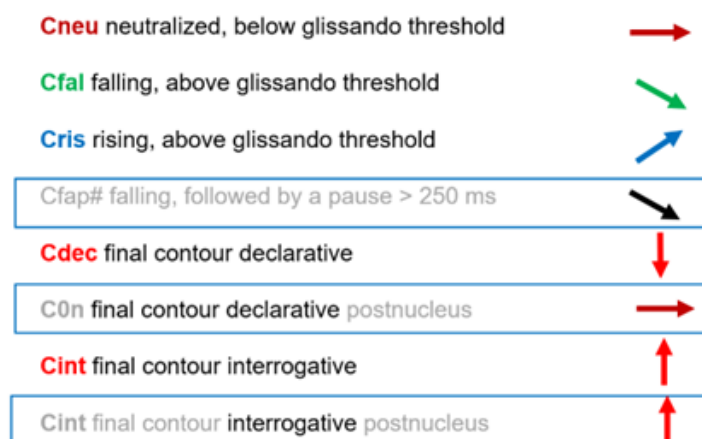 Cneu neutralized, below glissando threshold
Cfal falling, above glissando threshold
Cris rising, above glissando threshold
Cfap# falling, followed by a pause > 250 ms
Cdec final contour declarative
C0n final contour declarative postnucleus
Cint final contour interrogative
Cint final contour interrogative postnucleus